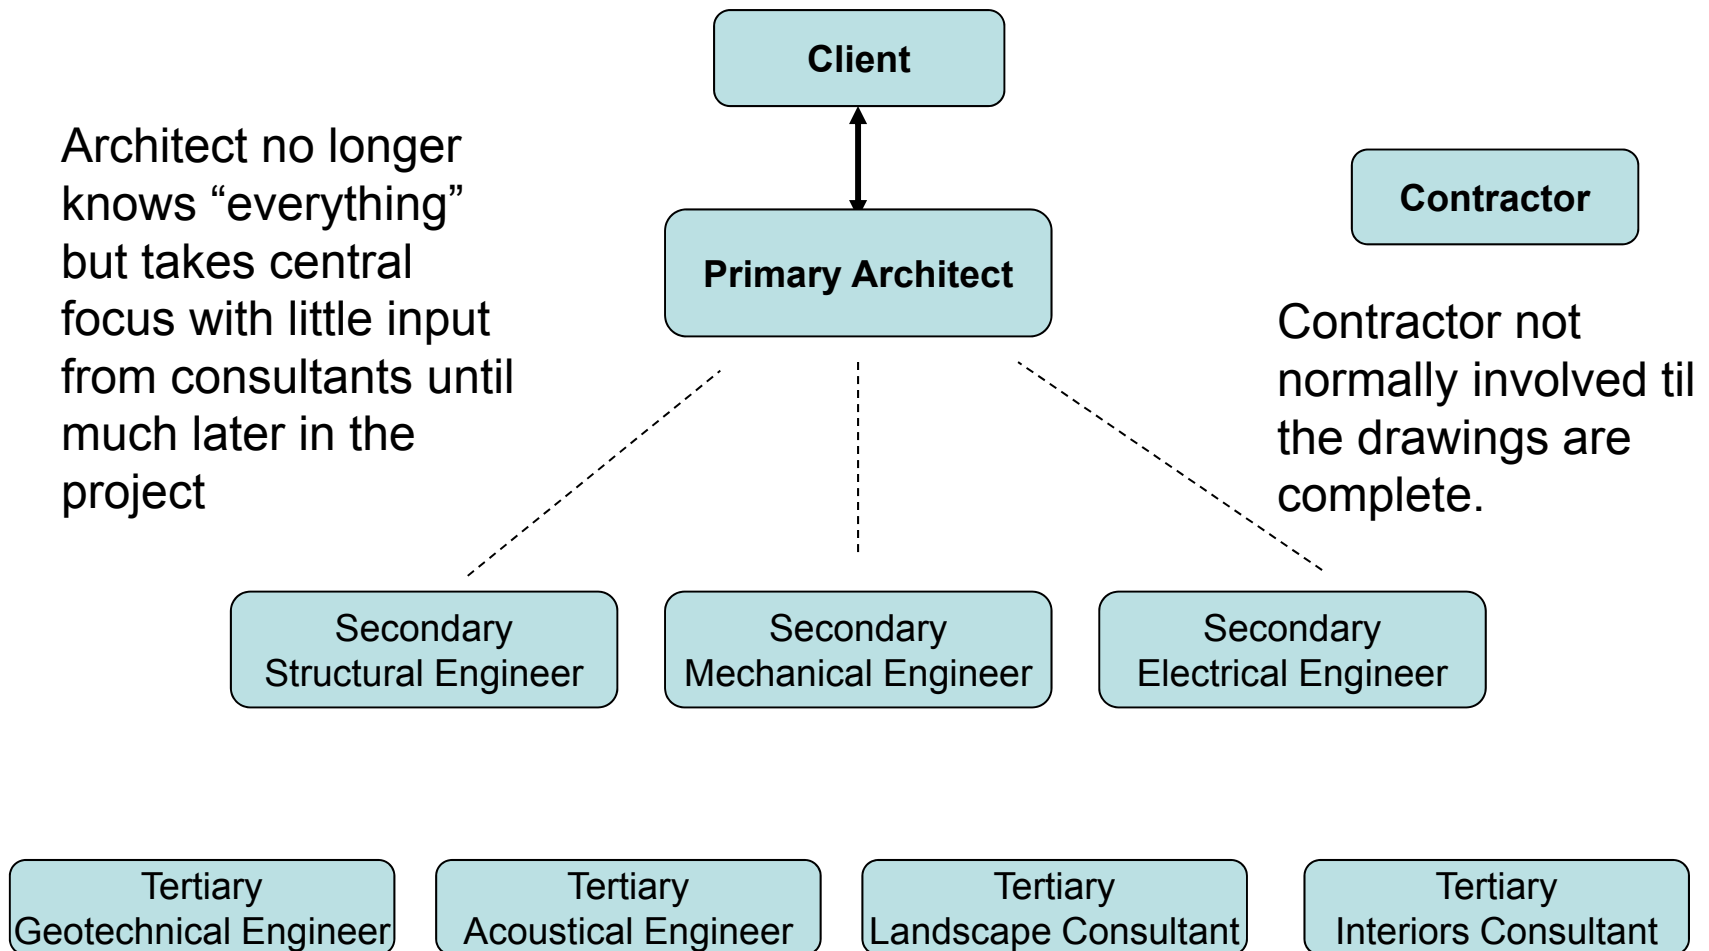 Client
Architect no longer
knows “everything”
but takes central
focus with little input
from consultants until
much later in the
project
Primary Architect
Contractor
Contractor not
normally involved til
the drawings are
complete.
Secondary
Structural Engineer
Secondary
Mechanical Engineer
Secondary
Electrical Engineer
Tertiary
Geotechnical Engineer
Tertiary
Acoustical Engineer
Tertiary
Landscape Consultant
Tertiary
Interiors Consultant